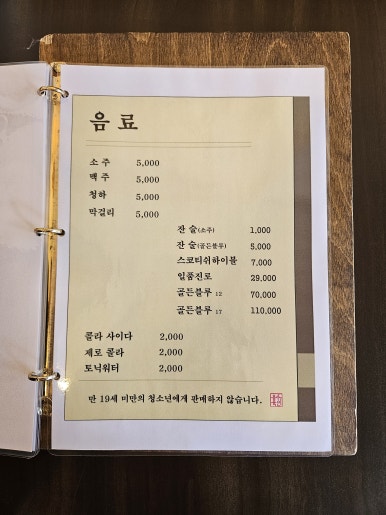 음 료
소 주 5,000
맥 주 5,000
청하 5,000
막걸리 5,000
잔 술(소주) 1,000
잔 술(골든블루) 5,000
스코티쉬하이볼 7,000
일품진로 29,000
골든블루 12 70,000
골든블루 17 110,000
콜라 사이다 2,000
제로 콜라 2,000
토닉워터 2,000
만 19세 미만의 청소년에게 판매하지 않습니다.